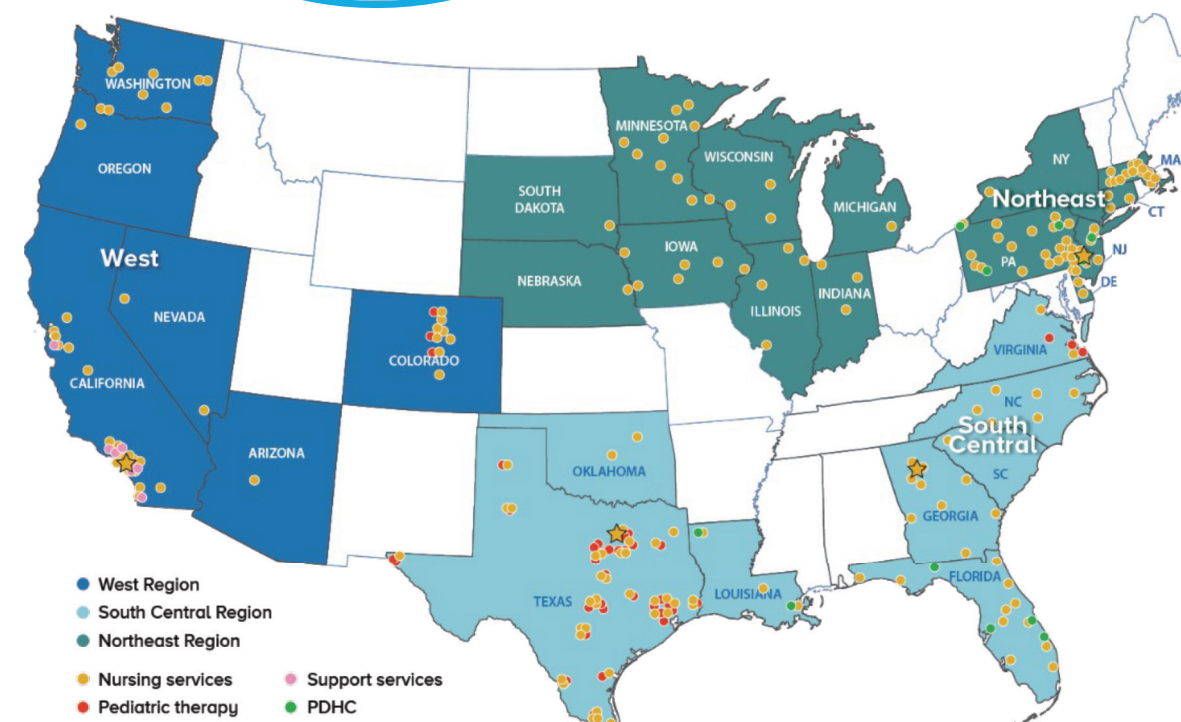 WASHINGTON
OREGON
West
NEVADA
CALIFORNIA
ARIZONA
COLORADO
SOUTH
DAKOTA
NEBRASKA
MINNESOTA
WISCONSIN
IOWA
ILLINOIS
INDIANA
MICHIGAN
NY
Northeast
MA
CT
PA
NJ
DE
VIRGINIA
NC
South
Central
SC
GEORGIA
FLORIDA
OKLAHOMA
TEXAS
LOUISIANA
West Region
South Central Region
Northeast Region
Nursing services
Support services
Pediatric therapy
PDHC